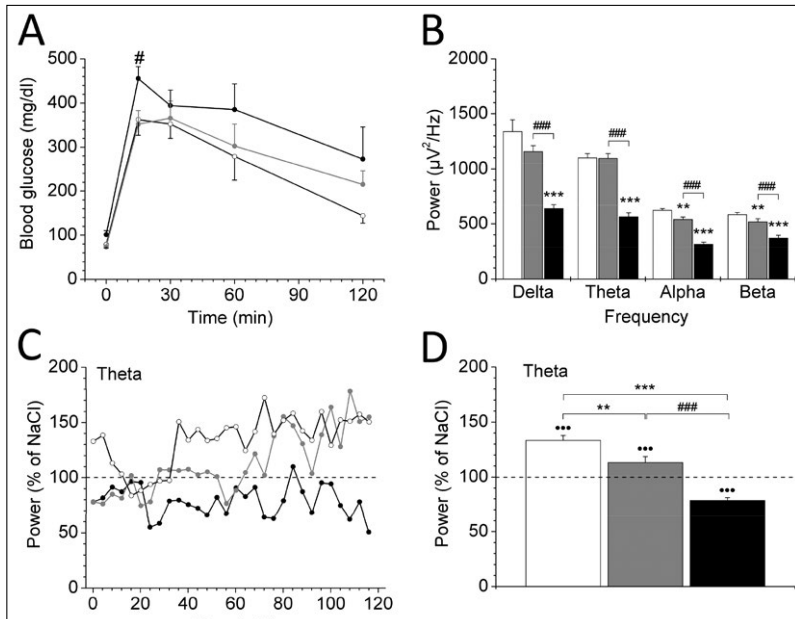 A
#
Blood glucose (mg/dl)
500
400
300
200
100
0
0 30 60 90 120
Time (min)
B
Power (µV²/Hz)
2000
1500
1000
500
0
###
***
###
***
###
**
***
###
**
***
Delta Theta Alpha Beta
Frequency
C
Theta
Power (% of NaCl)
200
150
100
50
0
0 20 40 60 80 100 120
D
Theta
Power (% of NaCl)
200
150
100
50
0
***
** ###
●●●
●●●
●●●